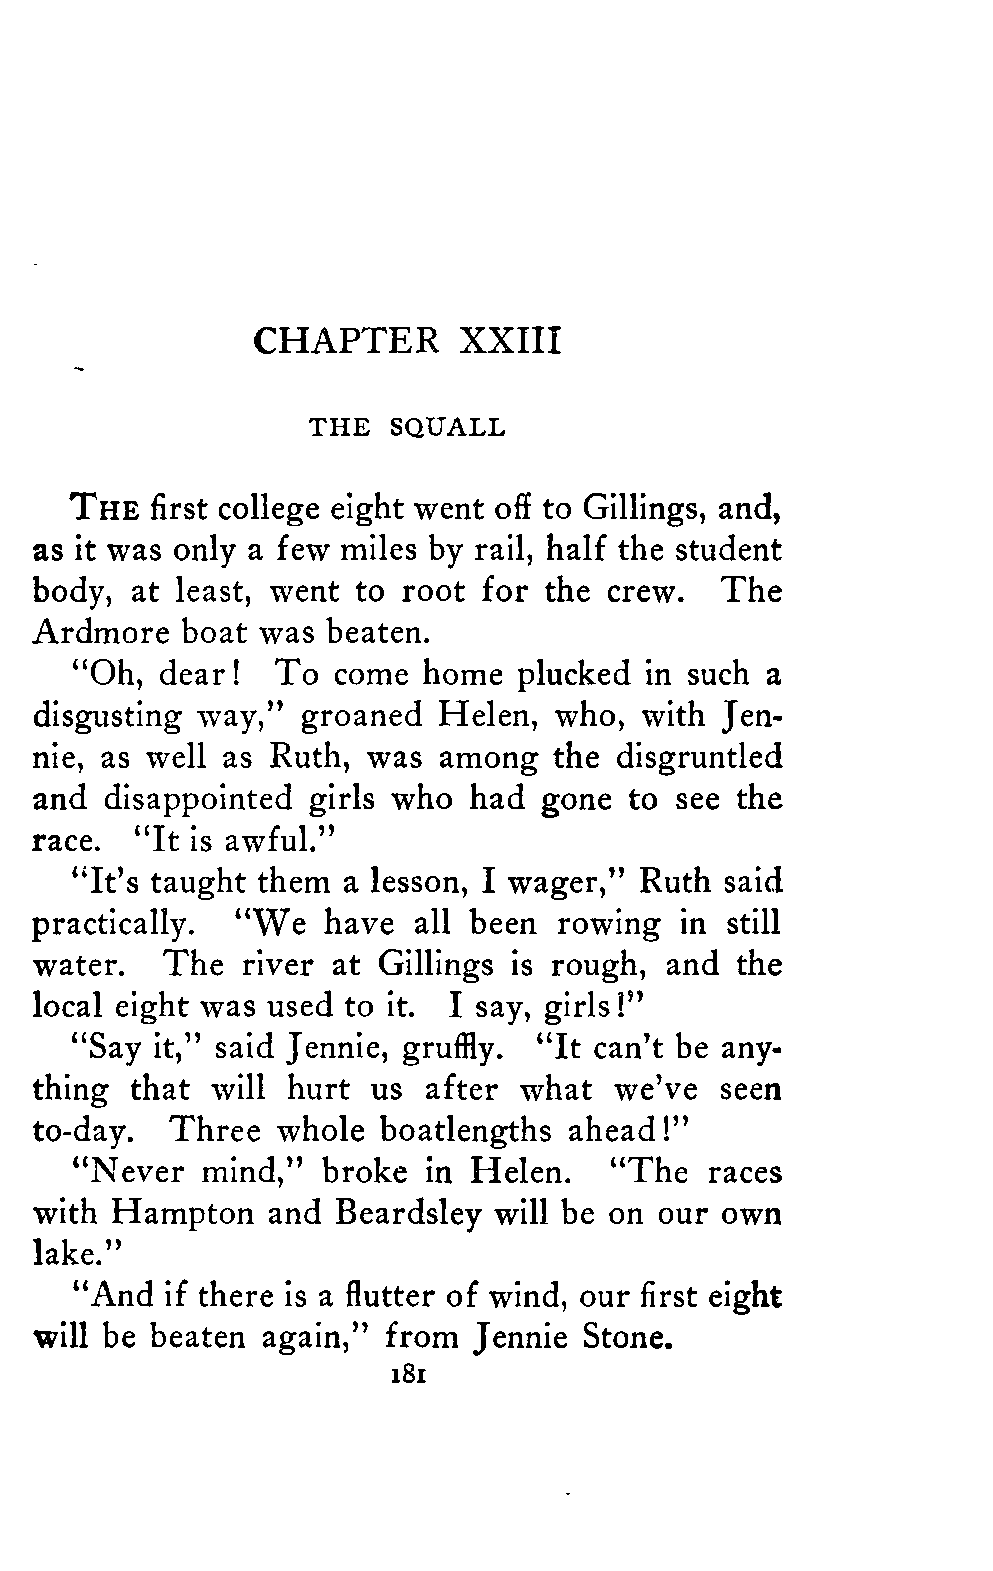 CHAPTER XXIII
THE SQUALL
THE first college eight went off to Gillings, and,
as it was only a few miles by rail, half the student
body, at least, went to root for the crew. The
Ardmore boat was beaten.
"Oh, dear! To come home plucked in such a
disgusting way," groaned Helen, who, with Jen-
nie, as well as Ruth, was among the disgruntled
and disappointed girls who had gone to see the
race. "It is awful."
"It's taught them a lesson, I wager," Ruth said
practically. "We have all been rowing in still
water. The river at Gillings is rough, and the
local eight was used to it. I say, girls!"
"Say it," said Jennie, gruffly. "It can't be any-
thing that will hurt us after what we've seen
to-day. Three whole boatlengths ahead!"
"Never mind," broke in Helen. "The races
with Hampton and Beardsley will be on our own
lake."
"And if there is a flutter of wind, our first eight
will be beaten again," from Jennie Stone.
181